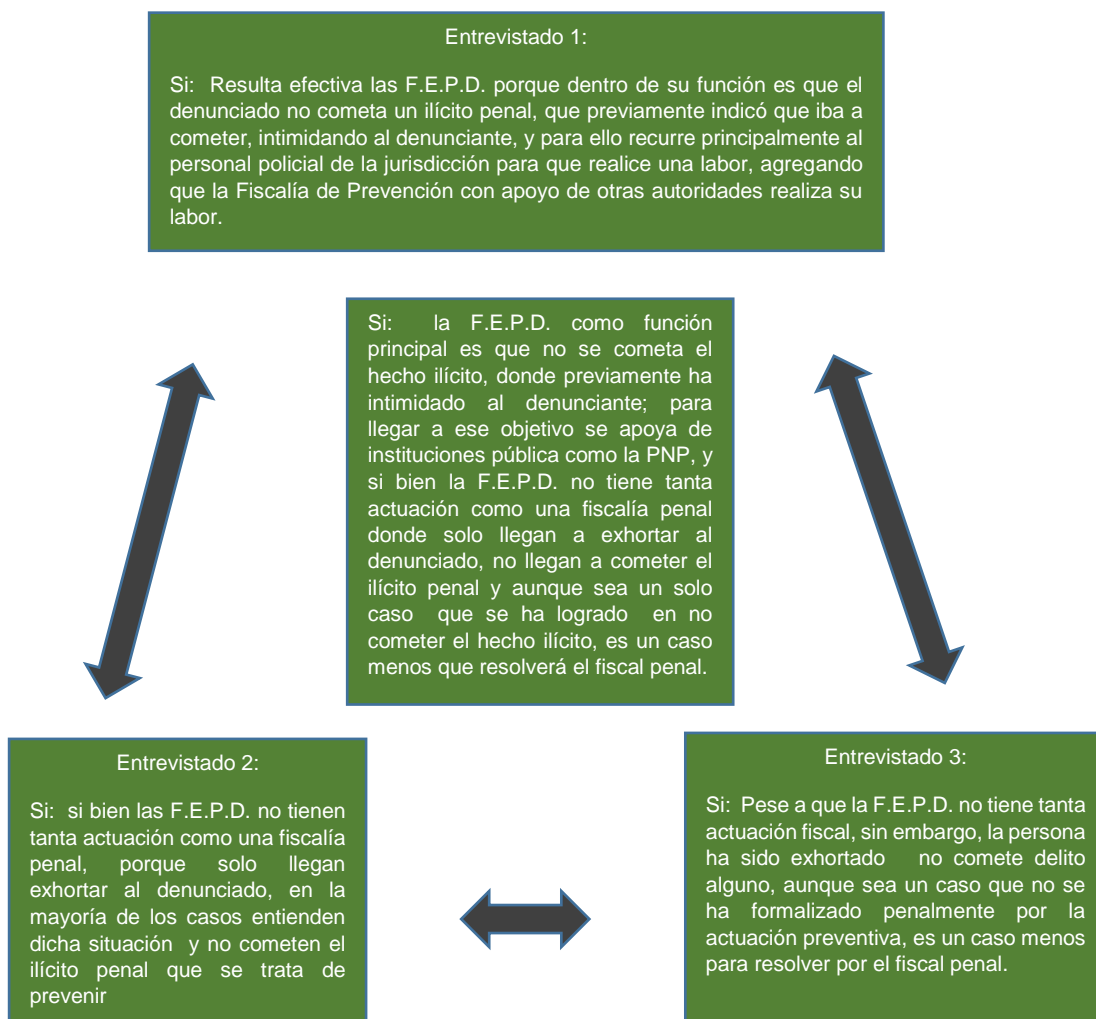 Entrevistado 1:
Si: Resulta efectiva las F.E.P.D. porque dentro de su función es que el
denunciado no cometa un ilícito penal, que previamente indicó que iba a
cometer, intimidando al denunciante, y para ello recurre principalmente al
personal policial de la jurisdicción para que realice una labor, agregando
que la Fiscalía de Prevención con apoyo de otras autoridades realiza su
labor.
Si: la F.E.P.D. como función
principal es que no se cometa el
hecho ilícito, donde previamente ha
intimidado al denunciante; para
llegar a ese objetivo se apoya de
instituciones pública como la PNP, y
si bien la F.E.P.D. no tiene tanta
actuación como una fiscalía penal
donde solo llegan a exhortar al
denunciado, no llegan a cometer el
ilícito penal y aunque sea un solo
caso que se ha logrado en no
cometer el hecho ilícito, es un caso
menos que resolverá el fiscal penal.
Entrevistado 2:
Si: si bien las F.E.P.D. no tienen
tanta actuación como una fiscalía
penal, porque solo llegan
exhortar al denunciado, en la
mayoría de los casos entienden
dicha situación y no cometen el
ilícito penal que se trata de
prevenir
Entrevistado 3:
Si: Pese a que la F.E.P.D. no tiene tanta
actuación fiscal, sin embargo, la persona
ha sido exhortado no comete delito
alguno, aunque sea un caso que no se
ha formalizado penalmente por la
actuación preventiva, es un caso menos
para resolver por el fiscal penal.